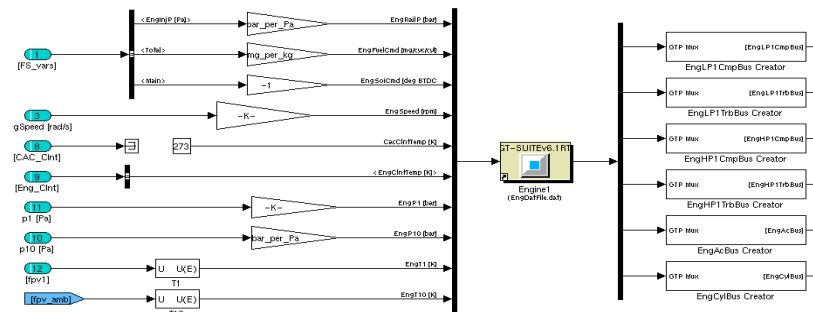 <EngInjP [Pa]>
bar_per_Pa
EngRailP [bar]
1
[FS_vars]
<Total>
mg_per_kg
EngFuelCmd [mg/cyc/cyl]
<Main>
-1
EngSoiCmd [deg BTDC
3
gSpeed [rad/s]
-K-
EngSpeed [rpm]
8
[CAC_Clnt]
273
CacClntTemp [K]
9
[Eng_Clnt]
<EngClntTemp [K]>
11
p1 [Pa]
-K-
EngP1 [bar]
10
p10 [Pa]
bar_per_Pa
EngP10 [bar]
12
[fpv1]
U U(E)
T1
EngT1 [K]
[fpv_amb]
U U(E)
EngT10 [K]
GT-SUITEv6.1RT
Engine1
(EngDatFile.dat)
GTP Mux [EngLP1CmpBus]
EngLP1CmpBus Creator
GTP Mux [EngLP1TrbBus]
EngLP1TrbBus Creator
GTP Mux [EngHP1CmpBus]
EngHP1CmpBus Creator
GTP Mux [EngHP1TrbBus]
EngHP1TrbBus Creator
GTP Mux [EngAcBus]
EngAcBus Creator
GTP Mux [EngCylBus]
EngCylBus Creator